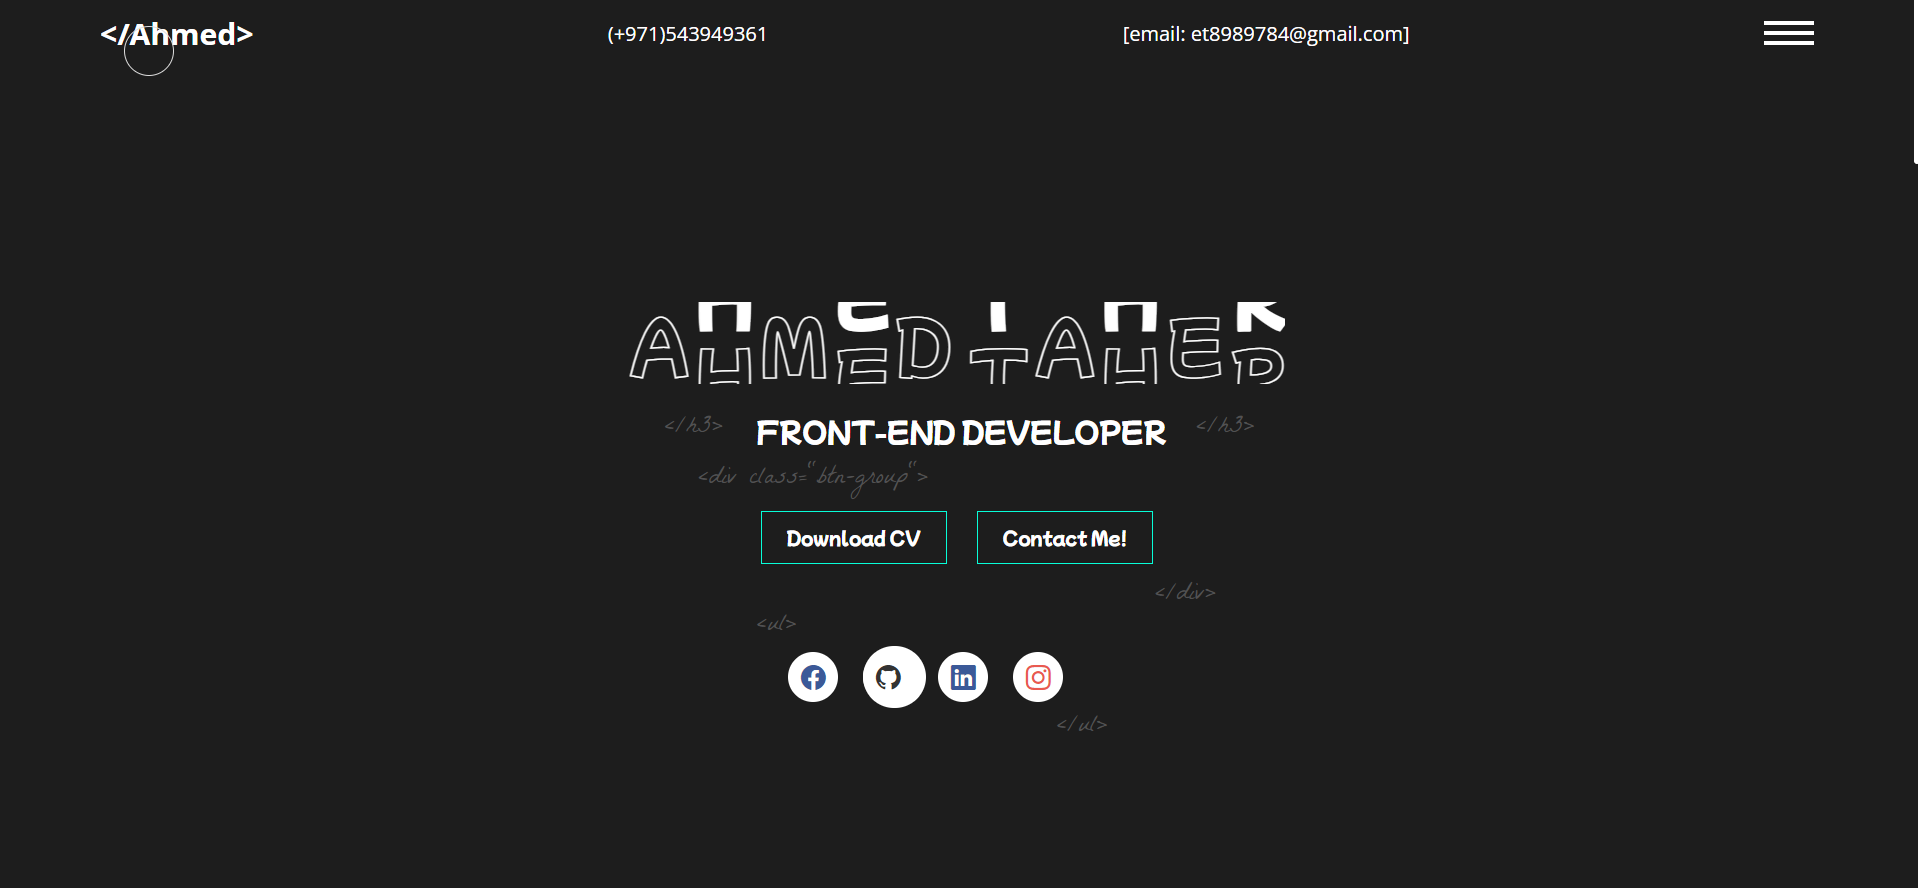 </Ahmed>
(+971)543949361
[email: et8989784@gmail.com]
AHMED TAHER
</h3> FRONT-END DEVELOPER </h3>
<div class="btn-group">
Download CV
Contact Me!
</div>
<ul>
</ul>